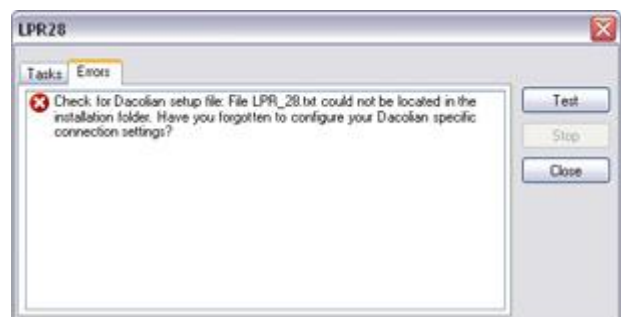 LPR28
Tasks Errors
Check for Dacolian setup file: File LPR_28.txt could not be located in the
installation folder. Have you forgotten to configure your Dacolian specific
connection settings?
Test
Stop
Close